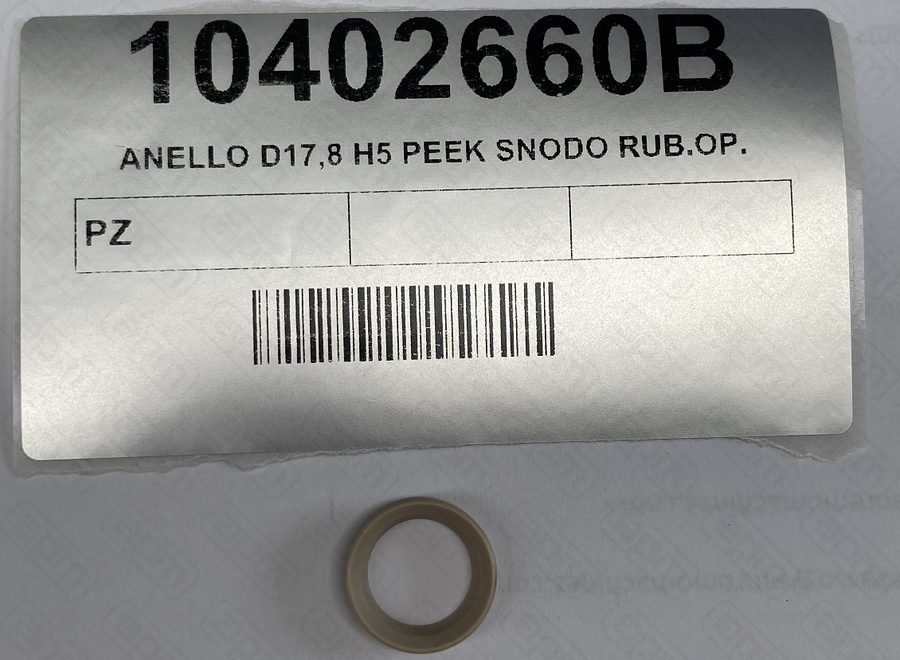 10402660B
ANELLO D17,8 H5 PEEK SNODO RUB.OP.
PZ